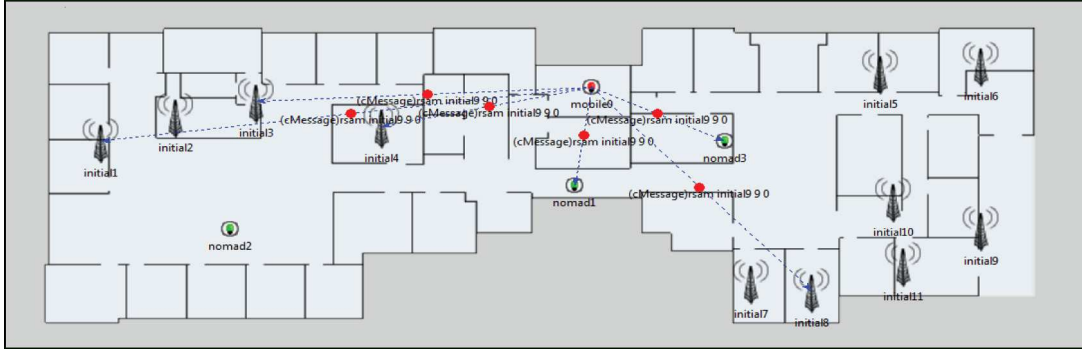 initial6
initial5
mobile0
(cMessage)rsam initial9 9 0
(cMessage)rsam initial9 9 0
(cMessage)rsam initial9 9 0
(cMessage)rsam initial9 9 0
(cMessage)rsam initial9 9 0
initial3
initial2
initial4
initial1
nomad3
(cMessage)rsam initial9 9 0
nomad1
nomad2
initial10
initial9
initial11
initial7
initial8